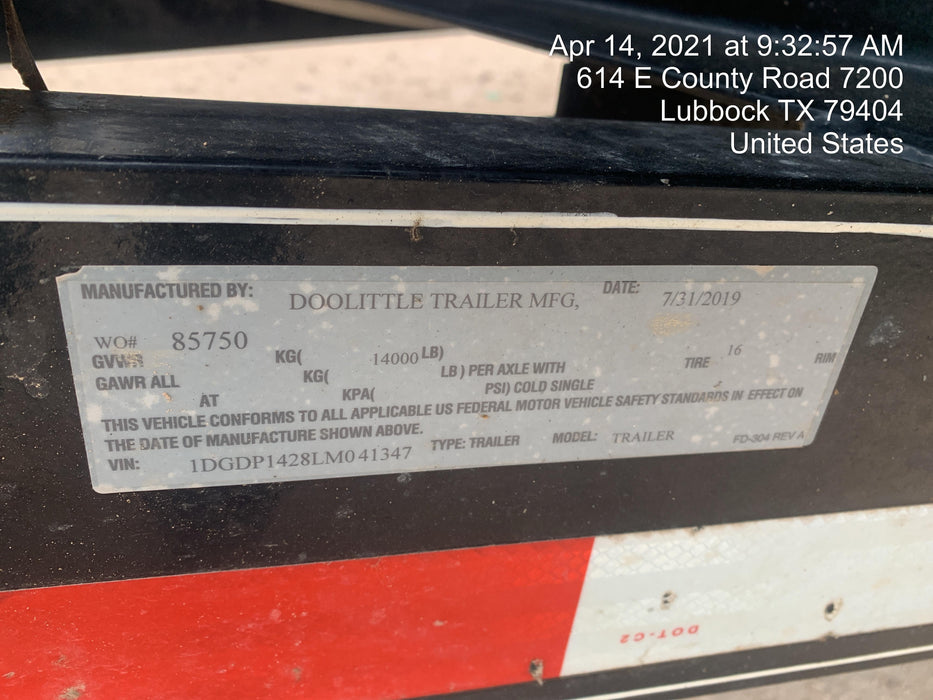 Apr 14, 2021 at 9:32:57 AM
614 E County Road 7200
Lubbock TX 79404
United States
MANUFACTURED BY: DOOLITTLE TRAILER MFG, DATE: 7/31/2019
WO# 85750
GVWR KG( 14000 LB) TIRE 16 RIM
GAWR ALL KG( LB) PER AXLE WITH
AT KPA( PSI) COLD SINGLE
THIS VEHICLE CONFORMS TO ALL APPLICABLE US FEDERAL MOTOR VEHICLE SAFETY STANDARDS IN EFFECT ON
THE DATE OF MANUFACTURE SHOWN ABOVE.
VIN: 1DGDP1428LM041347 TYPE: TRAILER MODEL: TRAILER FD-304 REV A
DOT-C2